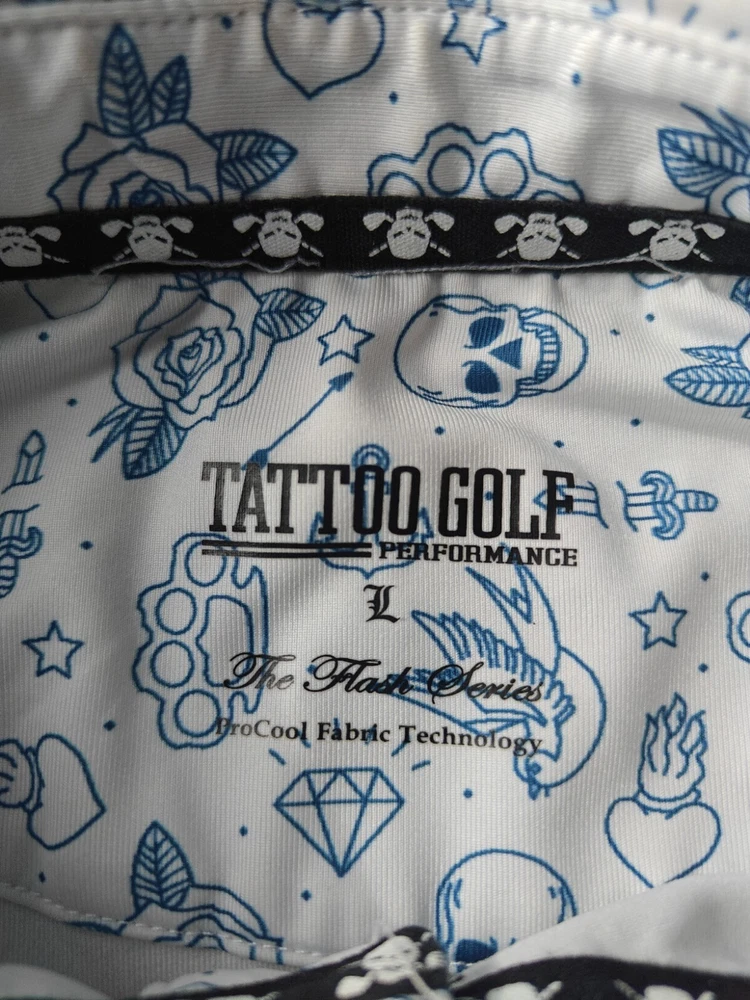 TATTOO GOLF
PERFORMANCE
L
The Flash Series
ProCool Fabric Technology